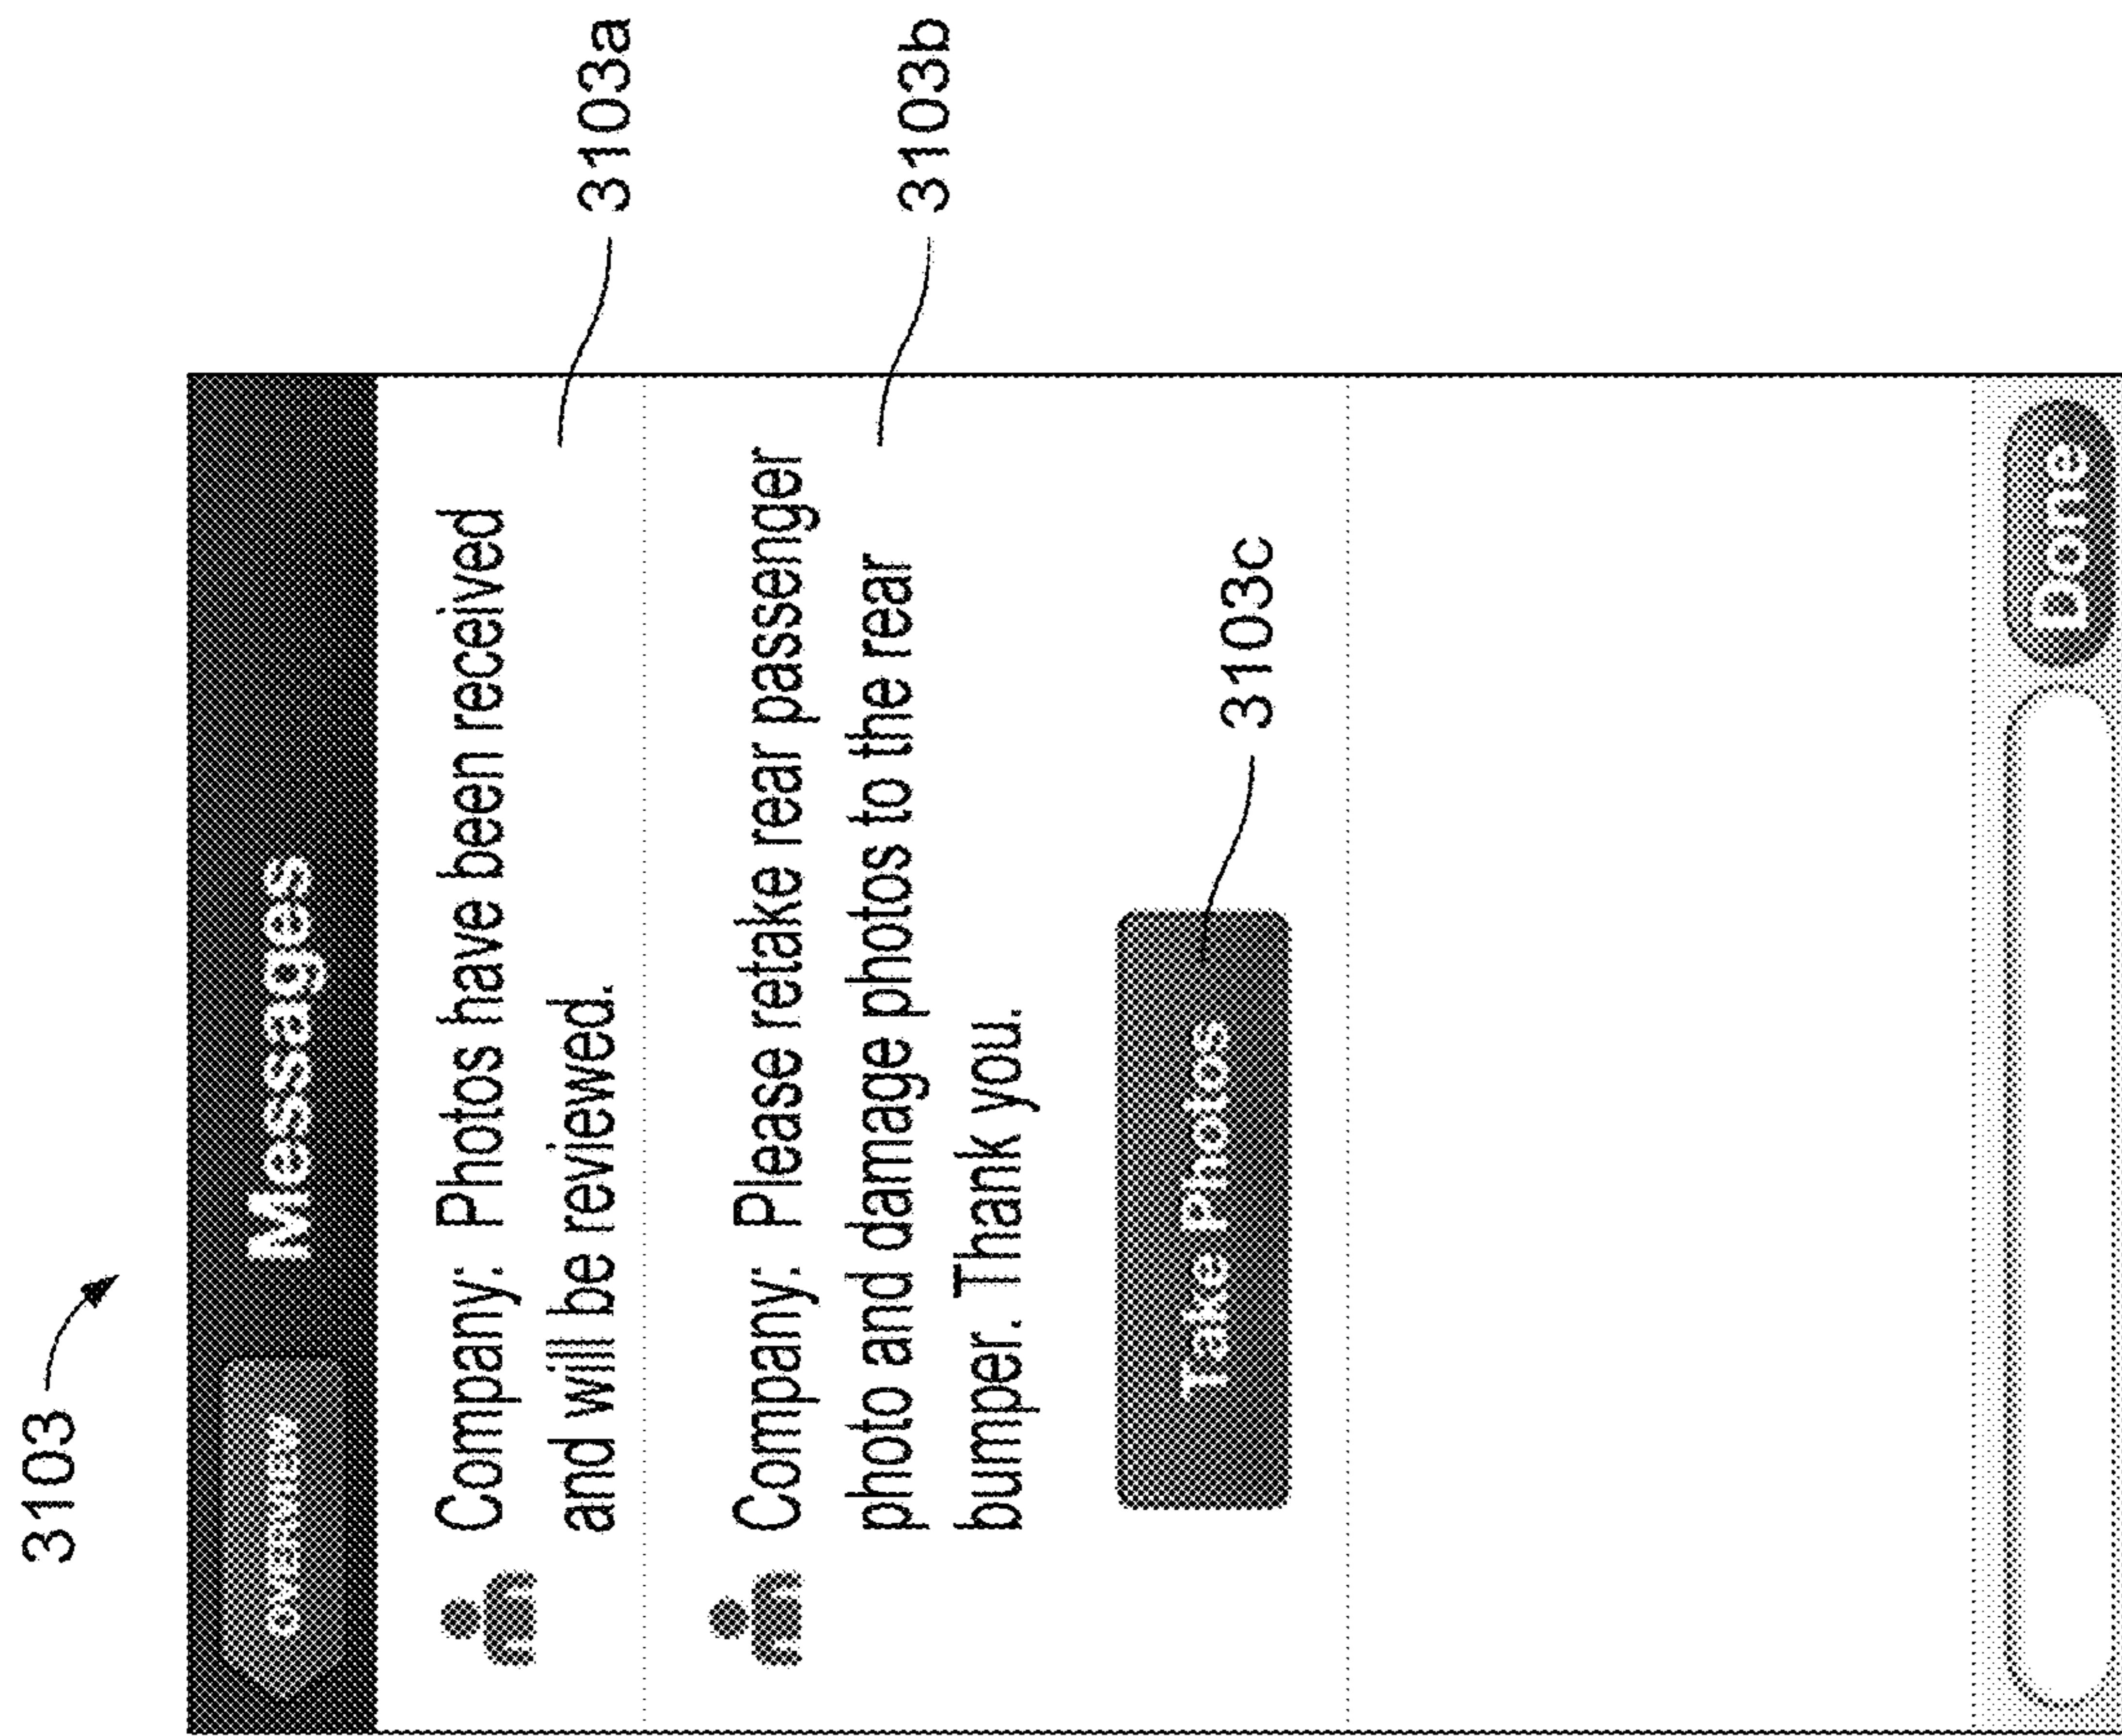 3103
OVERVIEW
Messages
Company: Photos have been received
and will be reviewed.
3103a
Company: Please retake rear passenger
photo and damage photos to the rear
bumper. Thank you.
3103b
Take Photos
3103c
Done